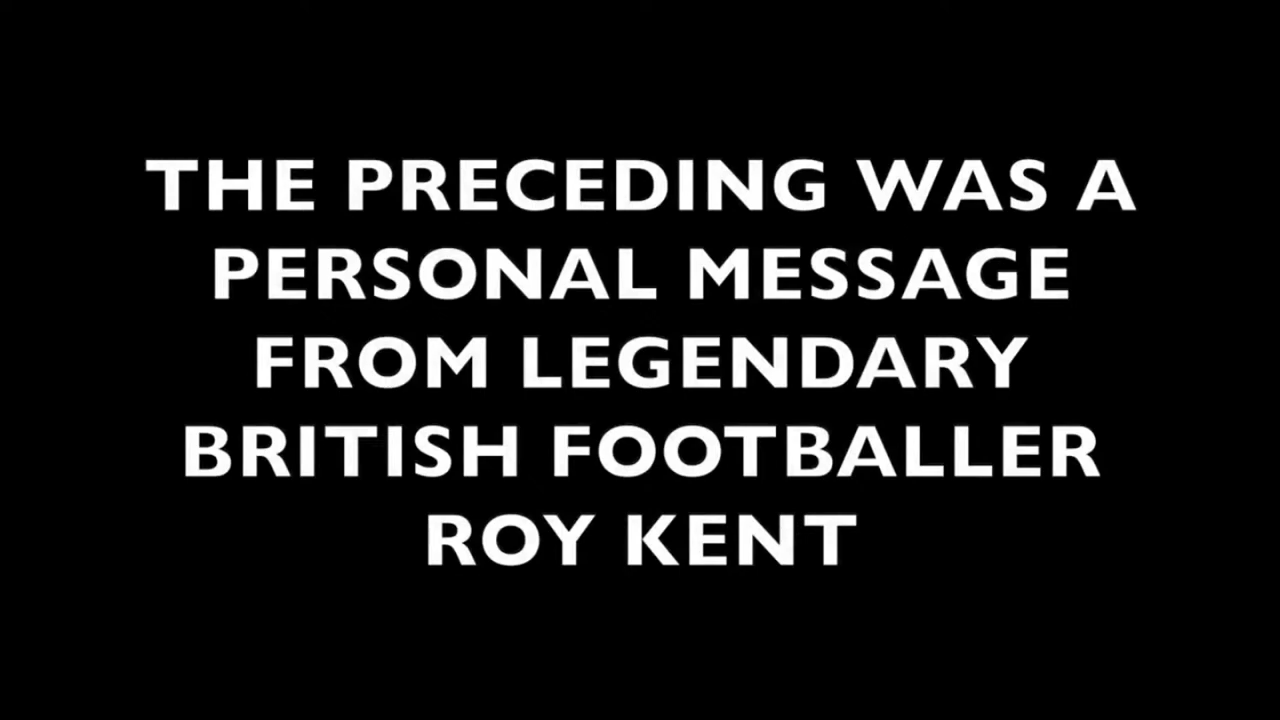 THE PRECEDING WAS A
PERSONAL MESSAGE
FROM LEGENDARY
BRITISH FOOTBALLER
ROY KENT